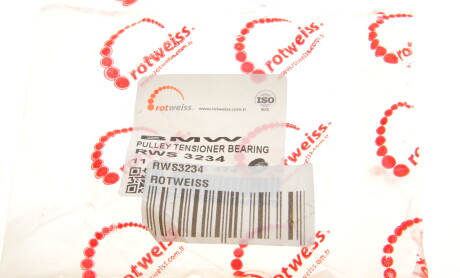 rotweiss
rotweiss
rotweiss
rotweiss.
www.rotweiss.com.tr
ISO
BMW
PULLEY TENSIONER BEARING
RWS 3234
11
RWS3234
ROTWEISS
rotweiss
rotweiss
rotweiss
rotweiss